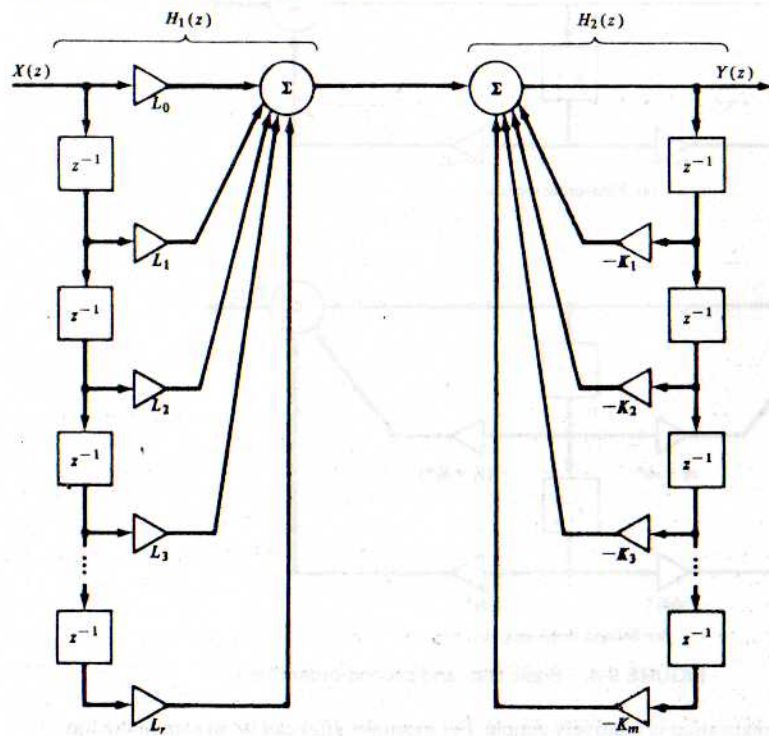 H₁(z) H₂(z)
X(z) Σ Σ Y(z)
L₀
z⁻¹ z⁻¹
L₁ −K₁
z⁻¹ z⁻¹
L₂ −K₂
z⁻¹ z⁻¹
L₃ −K₃
z⁻¹ z⁻¹
Lᵣ −Kₘ